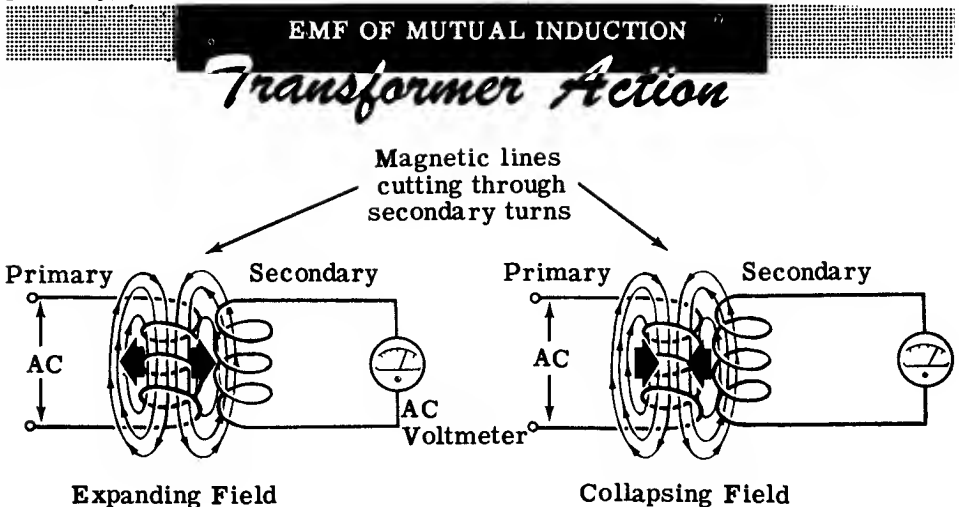 EMF OF MUTUAL INDUCTION
Transformer Action
Magnetic lines
cutting through
secondary turns
Primary
Secondary
AC
AC
Voltmeter
Expanding Field
Primary
Secondary
AC
Collapsing Field